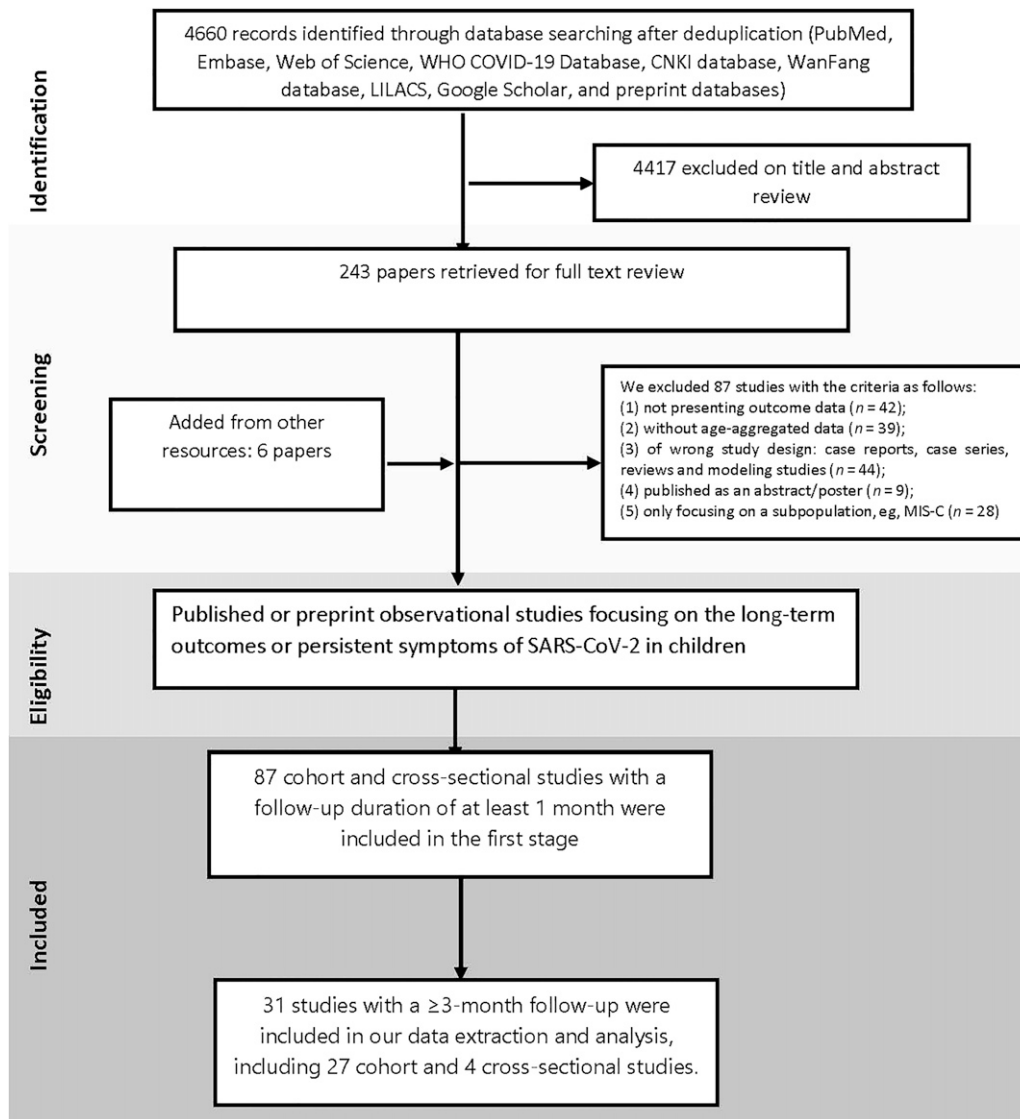 Identification
4660 records identified through database searching after deduplication (PubMed,
Embase, Web of Science, WHO COVID-19 Database, CNKI database, WanFang
database, LILACS, Google Scholar, and preprint databases)
4417 excluded on title and abstract
review
Screening
243 papers retrieved for full text review
Added from other
resources: 6 papers
We excluded 87 studies with the criteria as follows:
(1) not presenting outcome data (n = 42);
(2) without age-aggregated data (n = 39);
(3) of wrong study design: case reports, case series,
reviews and modeling studies (n = 44);
(4) published as an abstract/poster (n = 9);
(5) only focusing on a subpopulation, eg, MIS-C (n = 28)
Eligibility
Published or preprint observational studies focusing on the long-term
outcomes or persistent symptoms of SARS-CoV-2 in children
Included
87 cohort and cross-sectional studies with a
follow-up duration of at least 1 month were
included in the first stage
31 studies with a ≥3-month follow-up were
included in our data extraction and analysis,
including 27 cohort and 4 cross-sectional studies.